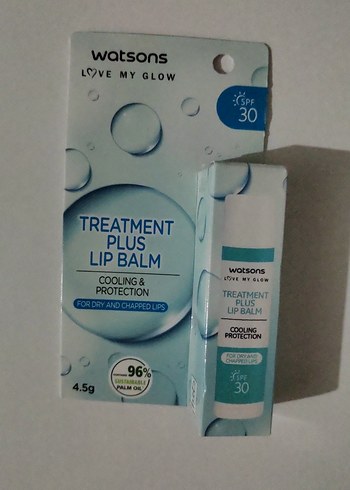 watsons
LOVE MY GLOW
SPF
30
TREATMENT
PLUS
LIP BALM
COOLING &
PROTECTION
FOR DRY AND CHAPPED LIPS
4.5g
96%
SUSTAINABLE
PALM OIL
watsons
LOVE MY GLOW
TREATMENT
PLUS
LIP BALM
COOLING
PROTECTION
FOR DRY AND
CHAPPED LIPS
SPF
30